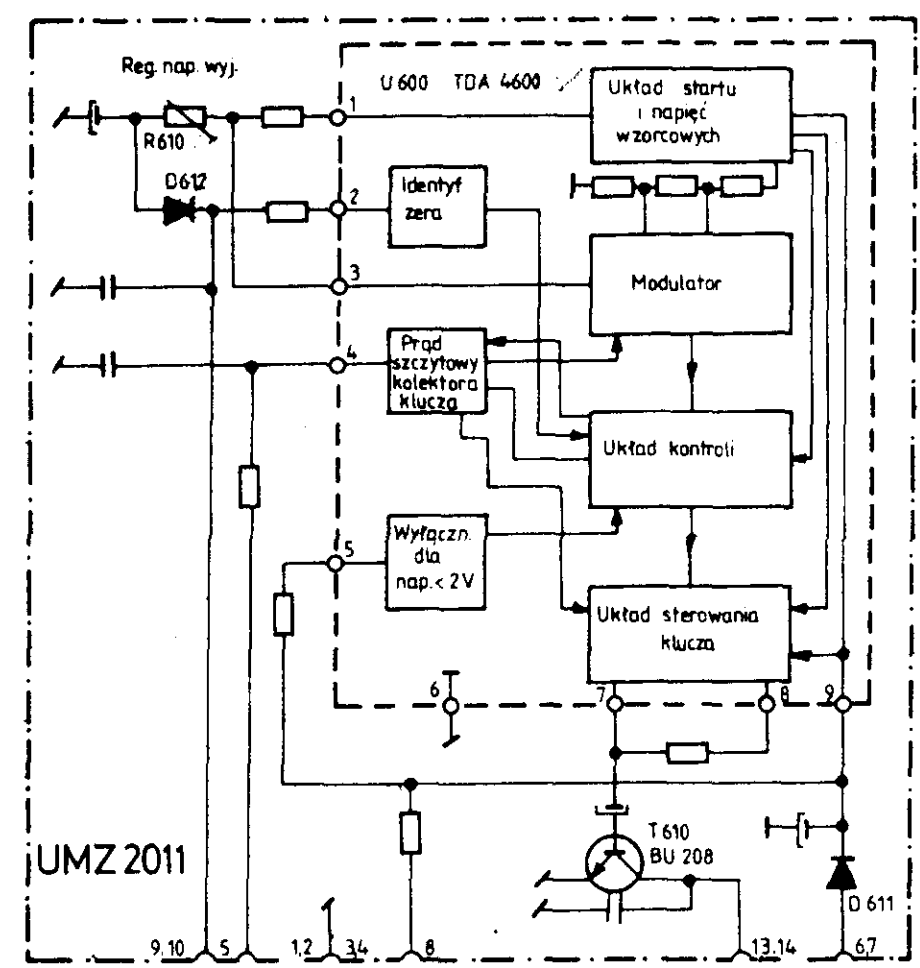 Reg. nap. wyj.
U600 TDA 4600
Układ startu
i napięć
wzorcowych
1
R610
D612
2
Identyf
zera
3
Modulator
4
Prąd
szczytowy
kolektora
klucza
Układ kontroli
5
Wyłączn.
dla
nap. < 2V
Układ sterowania
klucza
6
7
8
9
T610
BU 208
UMZ 2011
D611
9,10
5
1,2
3,4
8
13,14
6,7